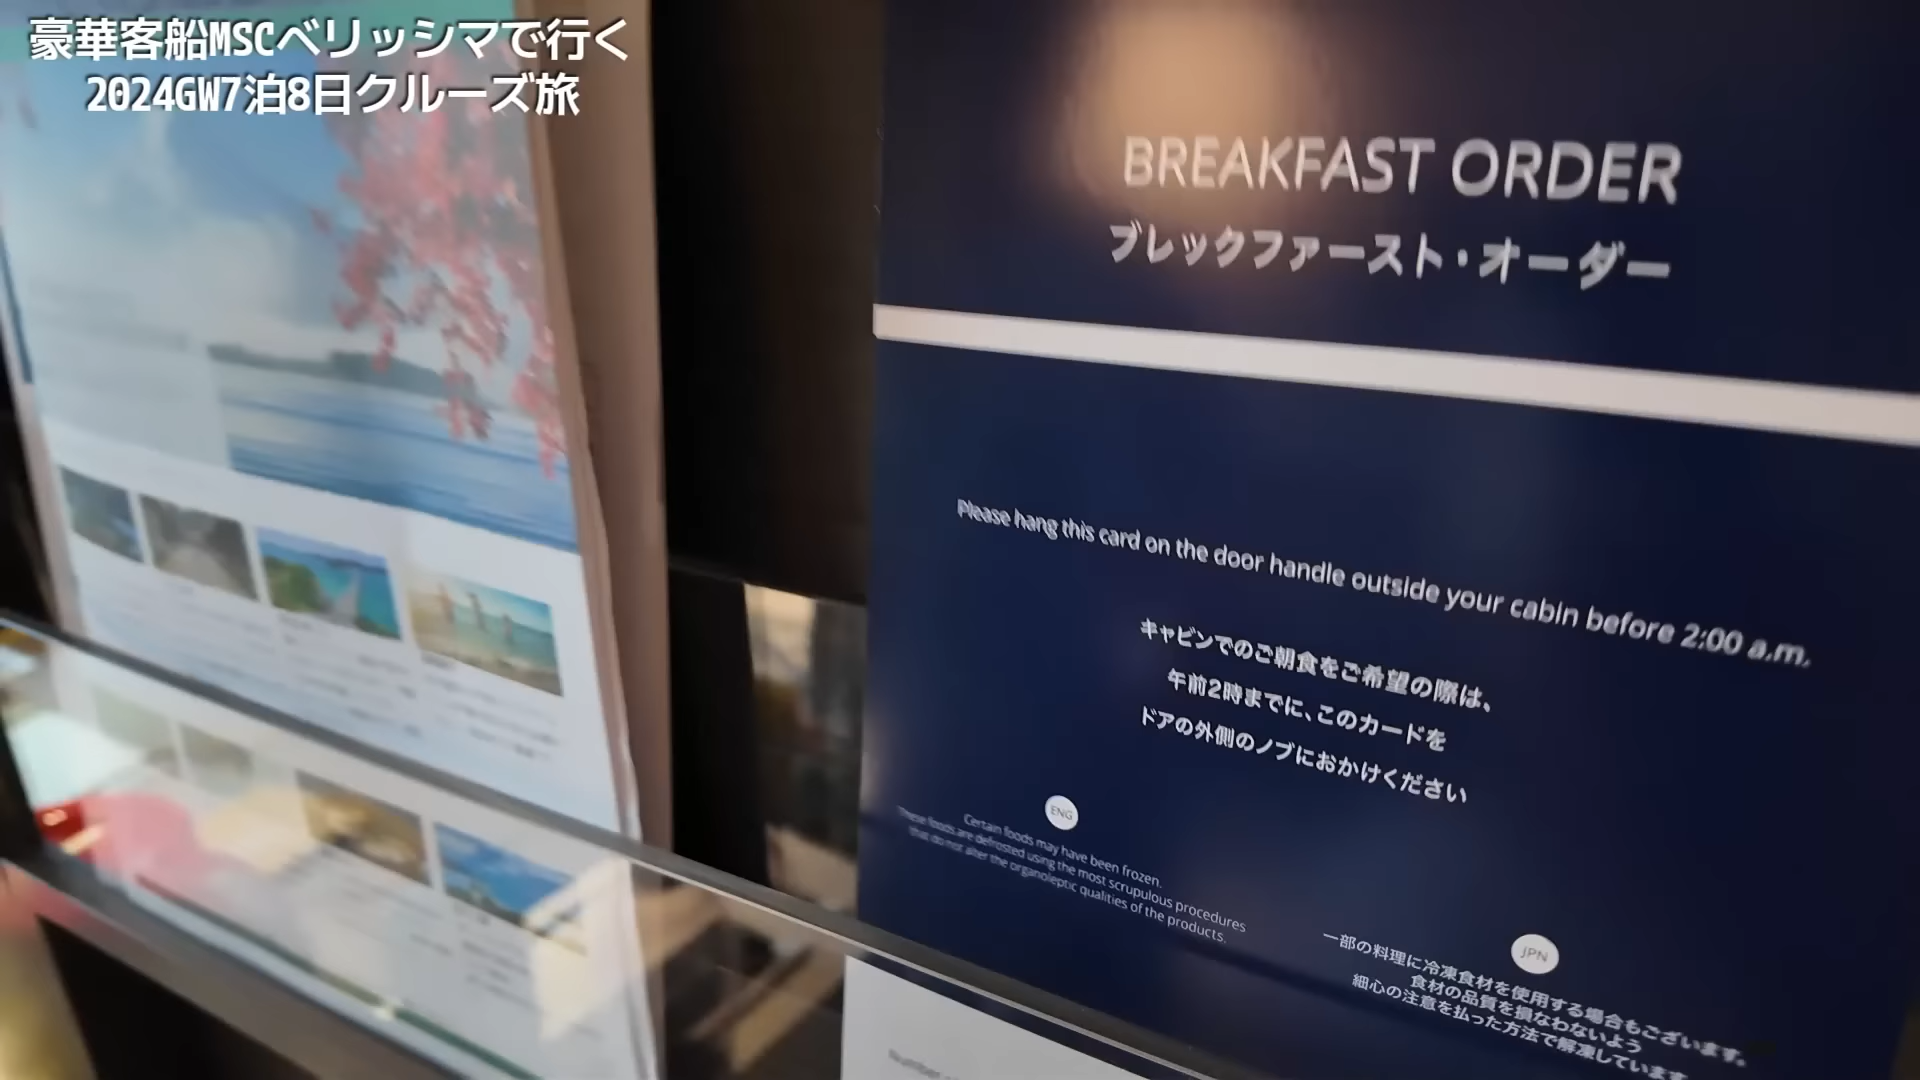 豪華客船MSCベリッシマで行く
2024GW7泊8日クルーズ旅
BREAKFAST ORDER
ブレックファースト・オーダー
Please hang this card on the door handle outside your cabin before 2:00 a.m.
キャビンでのご朝食をご希望の際は、
午前2時までに、このカードを
ドアの外側のノブにおかけください
ENG
Certain foods may have been frozen.
These foods are defrosted using the most scrupulous procedures
that do not alter the organoleptic qualities of the products.
JPN
一部の料理に冷凍食材を使用する場合もございます。
食材の品質を損なわないよう
細心の注意を払った方法で解凍しています
Number